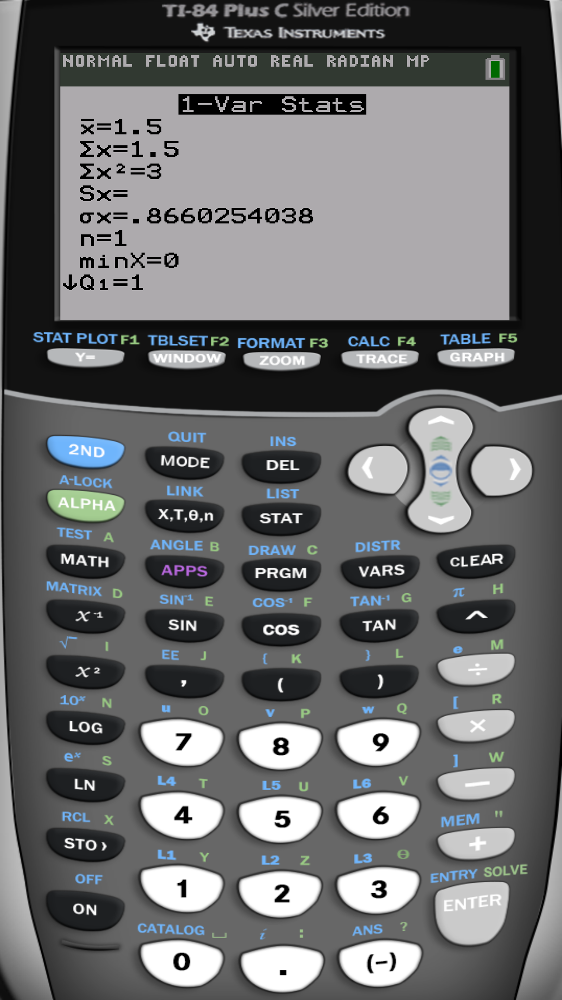 TI-84 Plus C Silver Edition
TEXAS INSTRUMENTS
NORMAL FLOAT AUTO REAL RADIAN MP
1-Var Stats
x̅=1.5
Σx=1.5
Σx²=3
Sx=
σx=.8660254038
n=1
minX=0
↓Q₁=1
STAT PLOT F1 TBLSET F2 FORMAT F3 CALC F4 TABLE F5
Y= WINDOW ZOOM TRACE GRAPH
QUIT INS
2ND MODE DEL
A-LOCK LINK LIST
ALPHA X,T,θ,n STAT
TEST A ANGLE B DRAW C DISTR
MATH APPS PRGM VARS CLEAR
MATRIX D SIN⁻¹ E COS⁻¹ F TAN⁻¹ G π H
x⁻¹ SIN COS TAN ^
√‾ I EE J { K } L e M
x² , ( ) ÷
10ˣ N u O v P w Q [ R
LOG 7 8 9 ×
eˣ S L4 T L5 U L6 V ] W
LN 4 5 6 —
RCL X L1 Y L2 Z L3 θ MEM "
STO › 1 2 3 +
OFF CATALOG ⎵ i : ANS ? ENTRY SOLVE
ON 0 . (-) ENTER